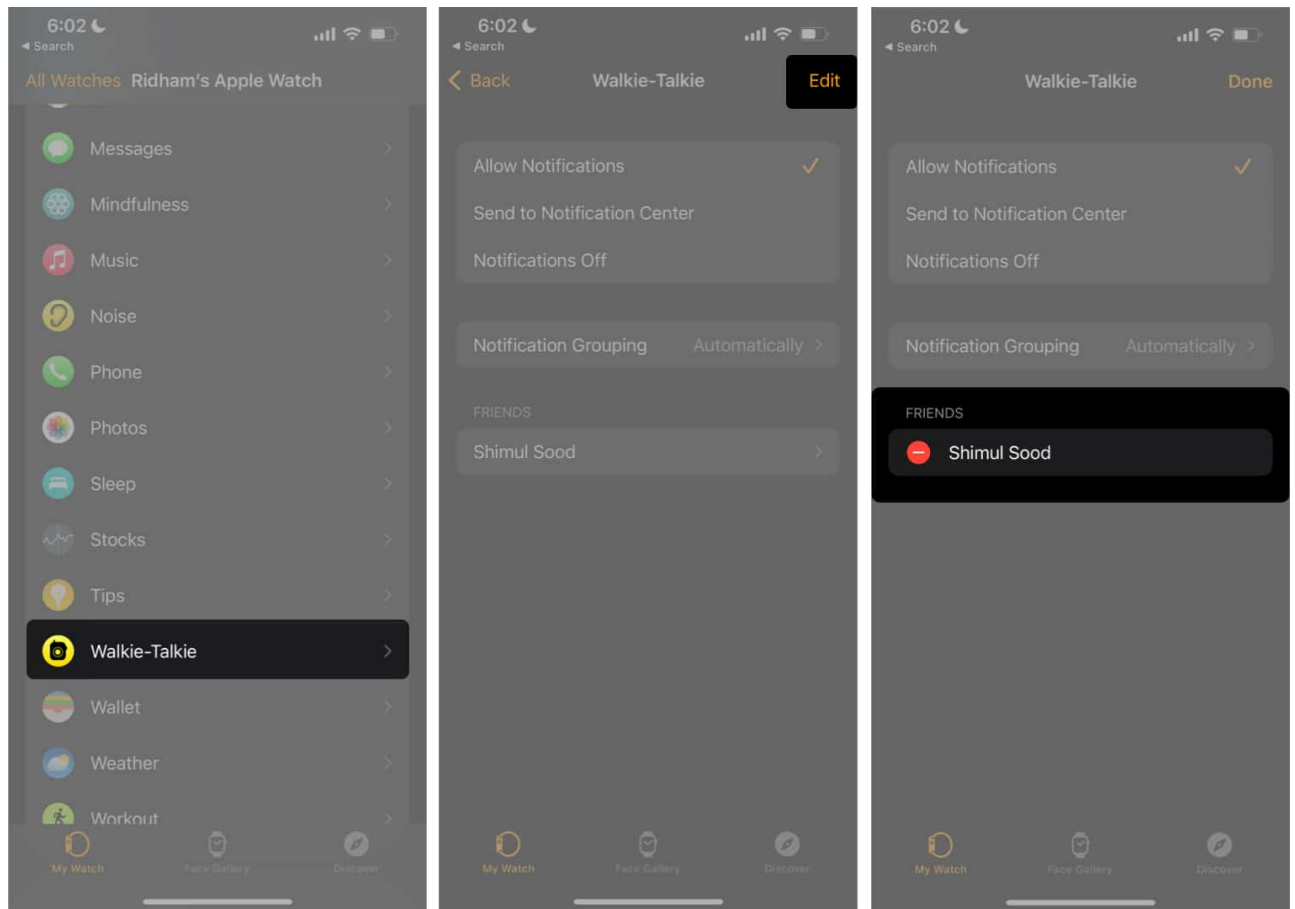 6:02
◀ Search
All Watches Ridham's Apple Watch
Messages
Mindfulness
Music
Noise
Phone
Photos
Sleep
Stocks
Tips
Walkie-Talkie
Wallet
Weather
Workout
My Watch Face Gallery Discover
6:02
◀ Search
Back Walkie-Talkie Edit
Allow Notifications
Send to Notification Center
Notifications Off
Notification Grouping Automatically
FRIENDS
Shimul Sood
My Watch Face Gallery Discover
6:02
◀ Search
Walkie-Talkie Done
Allow Notifications
Send to Notification Center
Notifications Off
Notification Grouping Automatically
FRIENDS
Shimul Sood
My Watch Face Gallery Discover